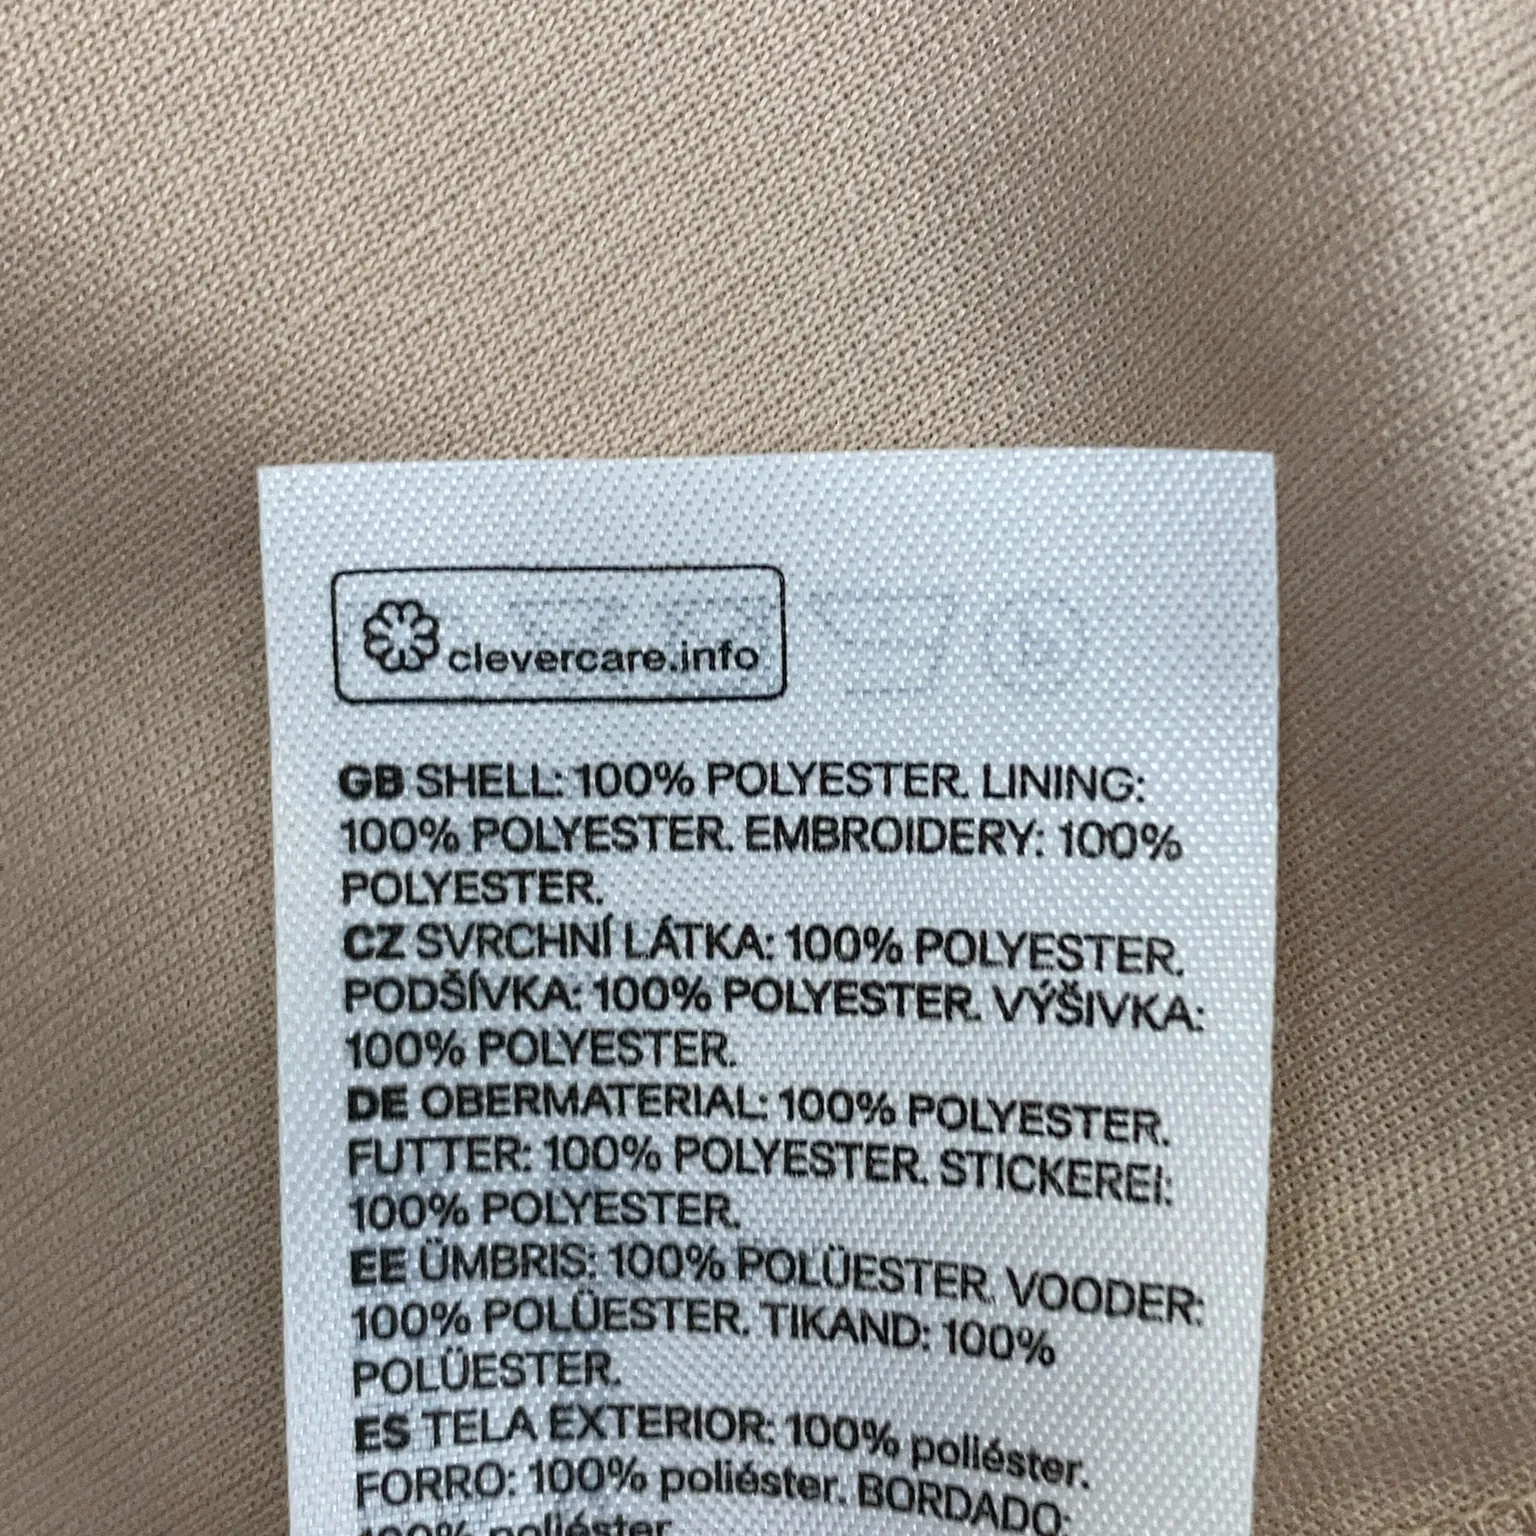 clevercare.info
GB SHELL: 100% POLYESTER. LINING:
100% POLYESTER. EMBROIDERY: 100%
POLYESTER.
CZ SVRCHNÍ LÁTKA: 100% POLYESTER.
PODŠÍVKA: 100% POLYESTER. VÝŠIVKA:
100% POLYESTER.
DE OBERMATERIAL: 100% POLYESTER.
FUTTER: 100% POLYESTER. STICKEREI:
100% POLYESTER.
EE ÜMBRIS: 100% POLÜESTER. VOODER:
100% POLÜESTER. TIKAND: 100%
POLÜESTER.
ES TELA EXTERIOR: 100% poliéster.
FORRO: 100% poliéster. BORDADO:
100% poliéster